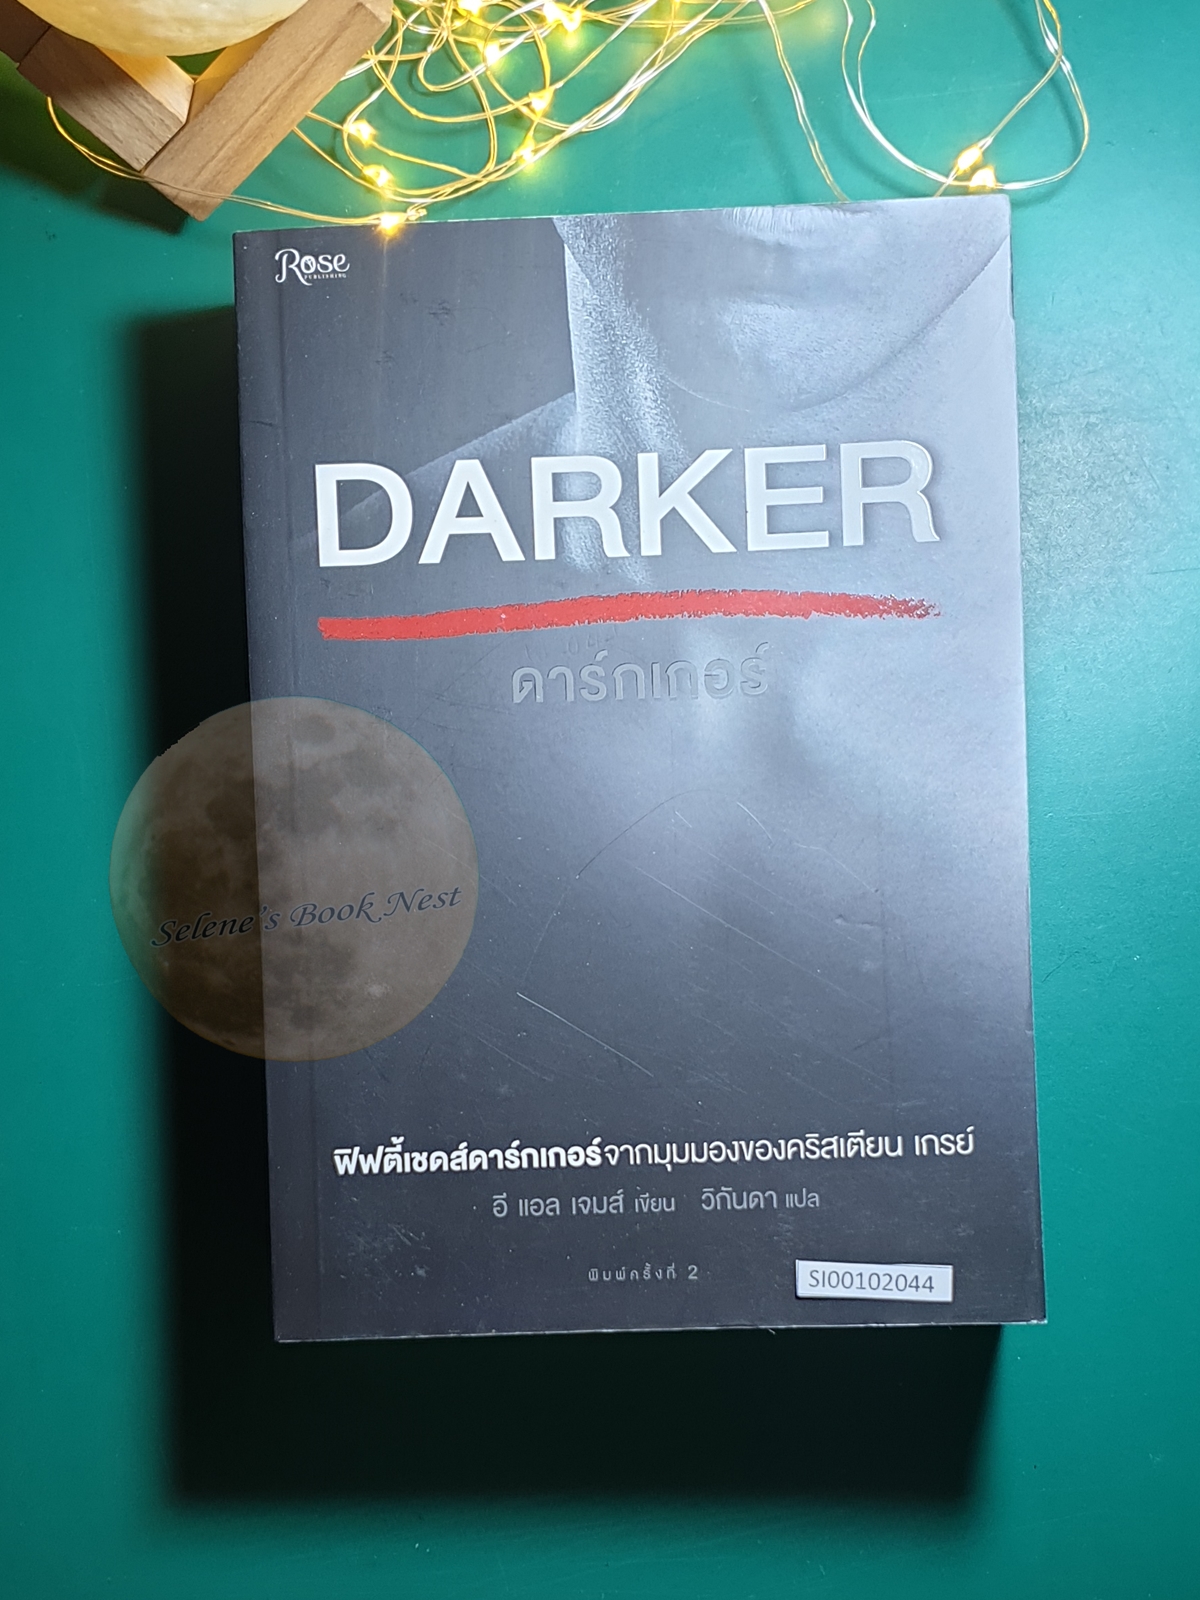 Rose
PUBLISHING
DARKER
ดาร์กเกอร์
Selene's Book Nest
ฟิฟตี้เชดส์ดาร์กเกอร์จากมุมมองของคริสเตียน เกรย์
อี แอล เจมส์ เขียน วิกันดา แปล
พิมพ์ครั้งที่ 2
SI00102044